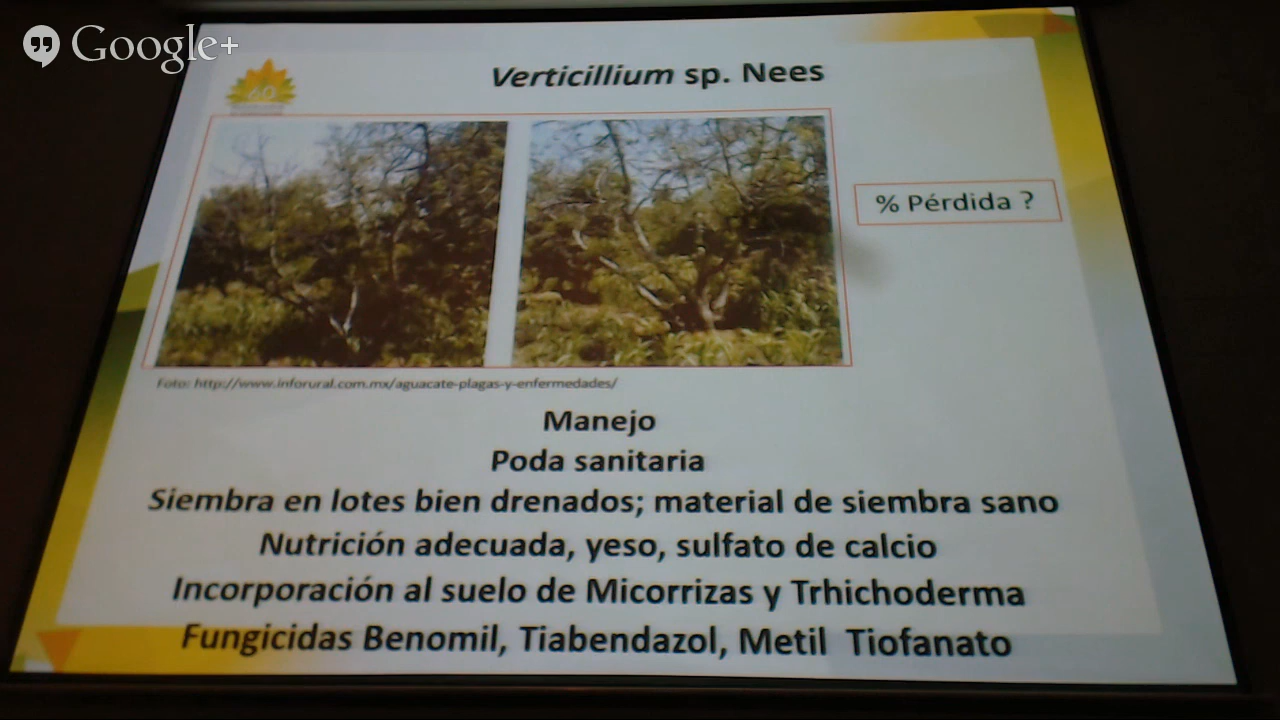 Google+
Verticillium sp. Nees
60
% Pérdida ?
Foto: http://www.inforural.com.mx/aguacate-plagas-y-enfermedades/
Manejo
Poda sanitaria
Siembra en lotes bien drenados; material de siembra sano
Nutrición adecuada, yeso, sulfato de calcio
Incorporación al suelo de Micorrizas y Trhichoderma
Fungicidas Benomil, Tiabendazol, Metil Tiofanato